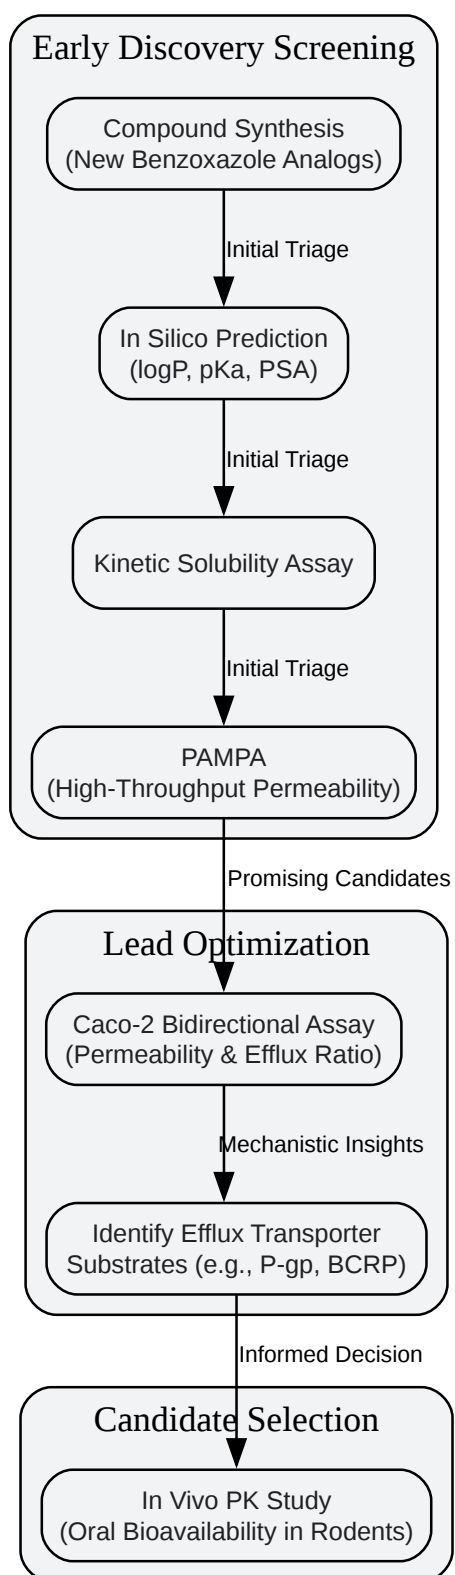 Early Discovery Screening
Compound Synthesis
(New Benzoxazole Analogs)
Initial Triage
In Silico Prediction
(logP, pKa, PSA)
Initial Triage
Kinetic Solubility Assay
Initial Triage
PAMPA
(High-Throughput Permeability)
Promising Candidates
Lead Optimization
Caco-2 Bidirectional Assay
(Permeability & Efflux Ratio)
Mechanistic Insights
Identify Efflux Transporter
Substrates (e.g., P-gp, BCRP)
Informed Decision
Candidate Selection
In Vivo PK Study
(Oral Bioavailability in Rodents)